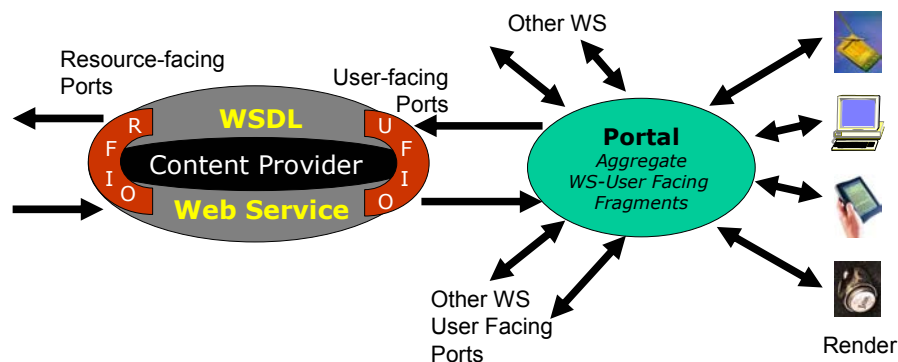 Other WS
Resource-facing
Ports
User-facing
Ports
WSDL
R
F
I
O
Content Provider
U
F
I
O
Web Service
Portal
Aggregate
WS-User Facing
Fragments
Other WS
User Facing
Ports
Render